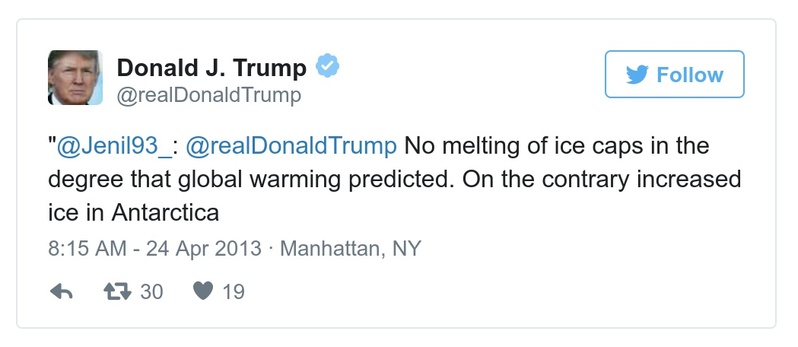 Donald J. Trump
@realDonaldTrump
Follow
"@Jenil93_: @realDonaldTrump No melting of ice caps in the
degree that global warming predicted. On the contrary increased
ice in Antarctica
8:15 AM - 24 Apr 2013 · Manhattan, NY
30 19